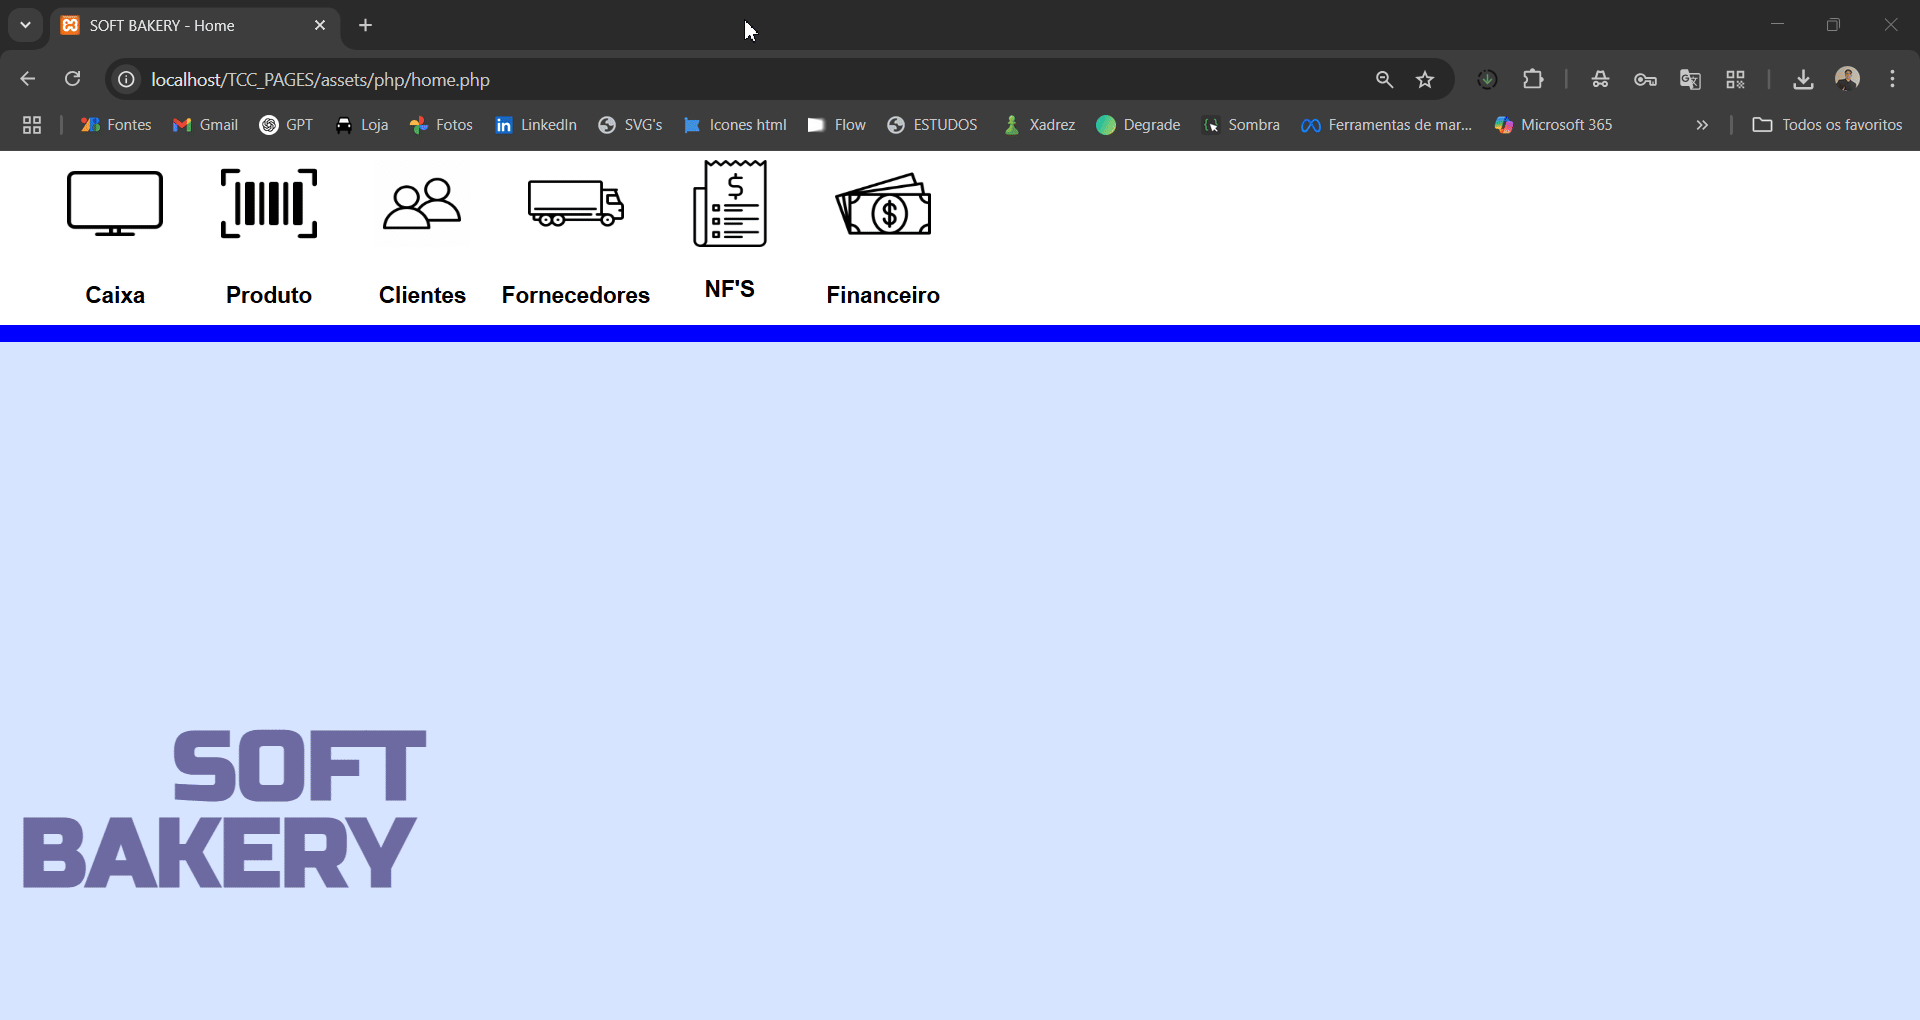 SOFT BAKERY - Home
localhost/TCC_PAGES/assets/php/home.php
Fontes Gmail GPT Loja Fotos LinkedIn SVG's Icones html Flow ESTUDOS Xadrez Degrade Sombra Ferramentas de mar... Microsoft 365 » Todos os favoritos
Caixa Produto Clientes Fornecedores NF'S Financeiro
SOFT
BAKERY